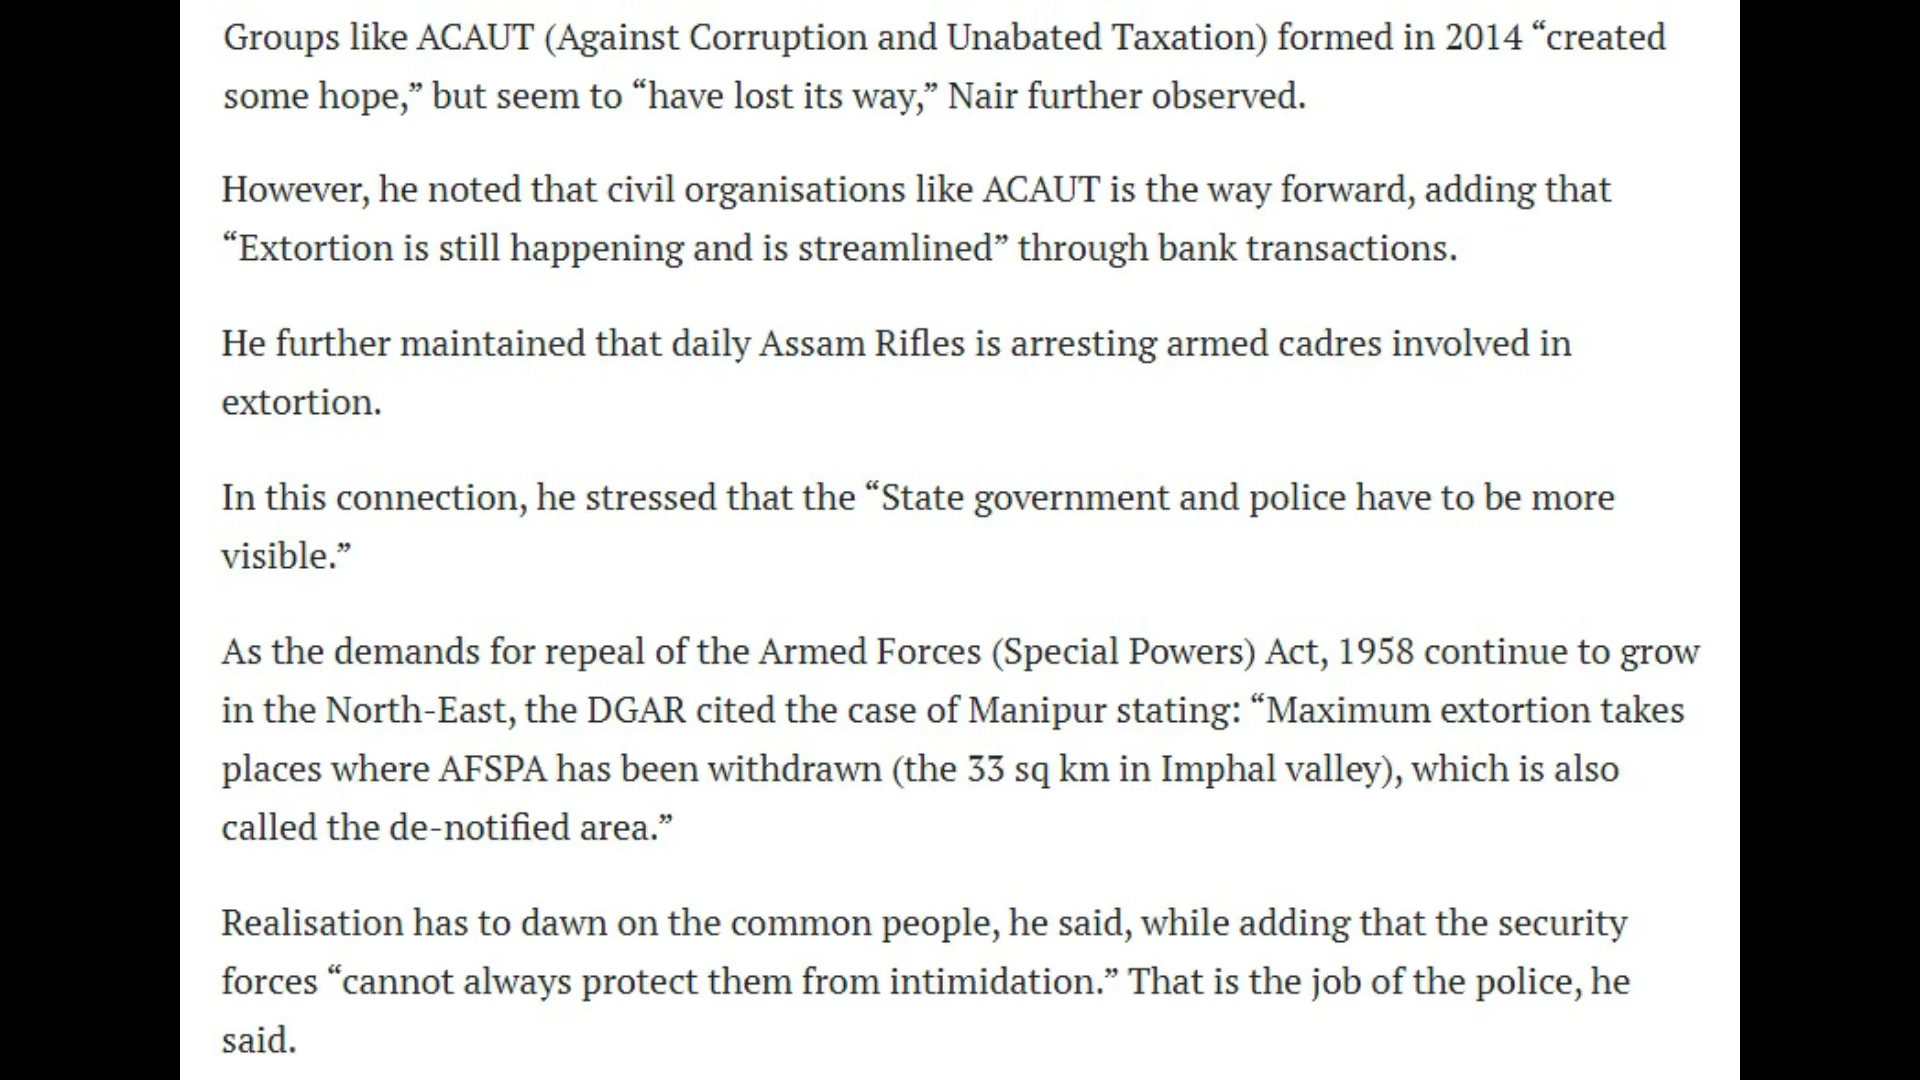 Groups like ACAUT (Against Corruption and Unabated Taxation) formed in 2014 “created
some hope,” but seem to “have lost its way,” Nair further observed.
However, he noted that civil organisations like ACAUT is the way forward, adding that
“Extortion is still happening and is streamlined” through bank transactions.
He further maintained that daily Assam Rifles is arresting armed cadres involved in
extortion.
In this connection, he stressed that the “State government and police have to be more
visible.”
As the demands for repeal of the Armed Forces (Special Powers) Act, 1958 continue to grow
in the North-East, the DGAR cited the case of Manipur stating: “Maximum extortion takes
places where AFSPA has been withdrawn (the 33 sq km in Imphal valley), which is also
called the de-notified area.”
Realisation has to dawn on the common people, he said, while adding that the security
forces “cannot always protect them from intimidation.” That is the job of the police, he
said.